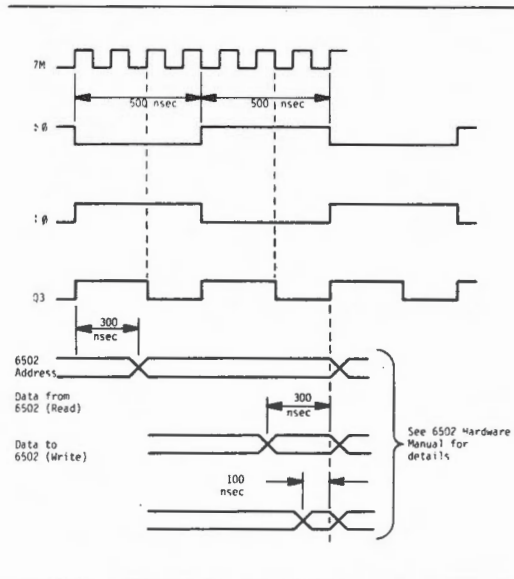 7M
500 nsec
500 nsec
Q3
300
nsec
6502
Address
Data from
6502 (Read)
300
nsec
Data to
6502 (Write)
See 6502 Hardware
Manual for
details
100
nsec